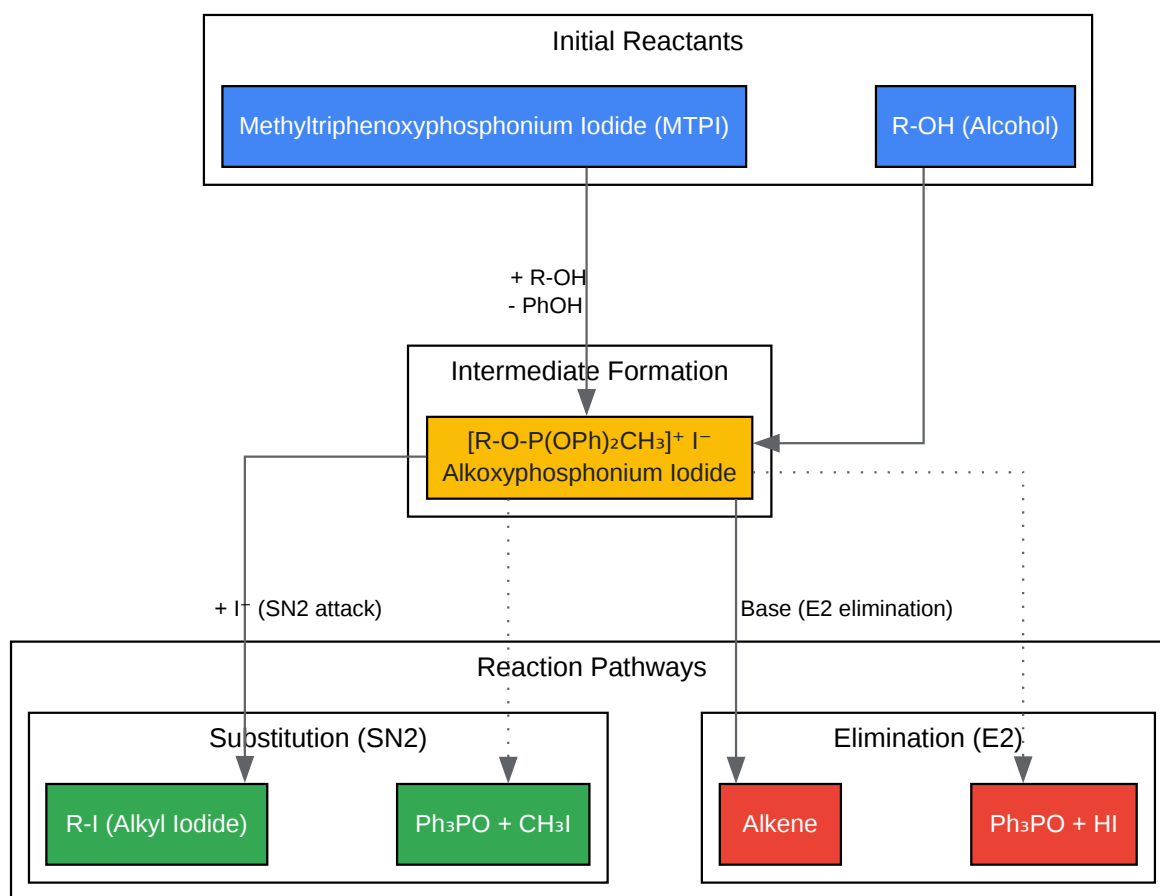 Initial Reactants
Methyltriphenoxyphosphonium Iodide (MTPI)
R-OH (Alcohol)
+ R-OH
- PhOH
Intermediate Formation
[R-O-P(OPh)₂CH₃]⁺ I⁻
Alkoxyphosphonium Iodide
+ I⁻ (SN2 attack)
Base (E2 elimination)
Reaction Pathways
Substitution (SN2)
Elimination (E2)
R-I (Alkyl Iodide)
Ph₃PO + CH₃I
Alkene
Ph₃PO + HI